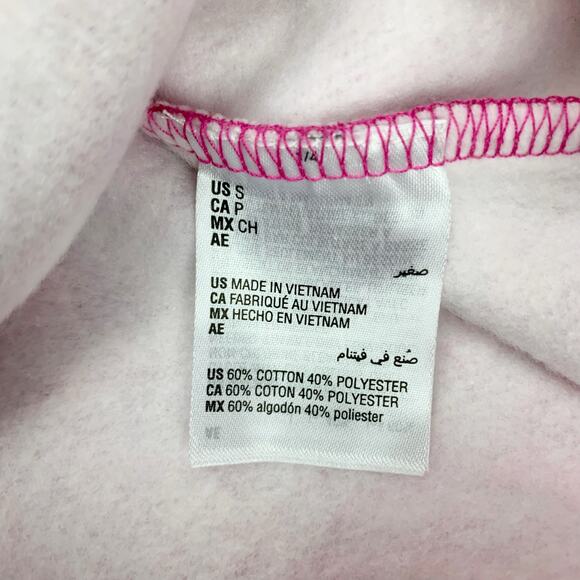 US S
CA P
MX CH
AE
صغير
US MADE IN VIETNAM
CA FABRIQUÉ AU VIETNAM
MX HECHO EN VIETNAM
AE
صُنع في فيتنام
US 60% COTTON 40% POLYESTER
CA 60% COTON 40% POLYESTER
MX 60% algodón 40% poliester